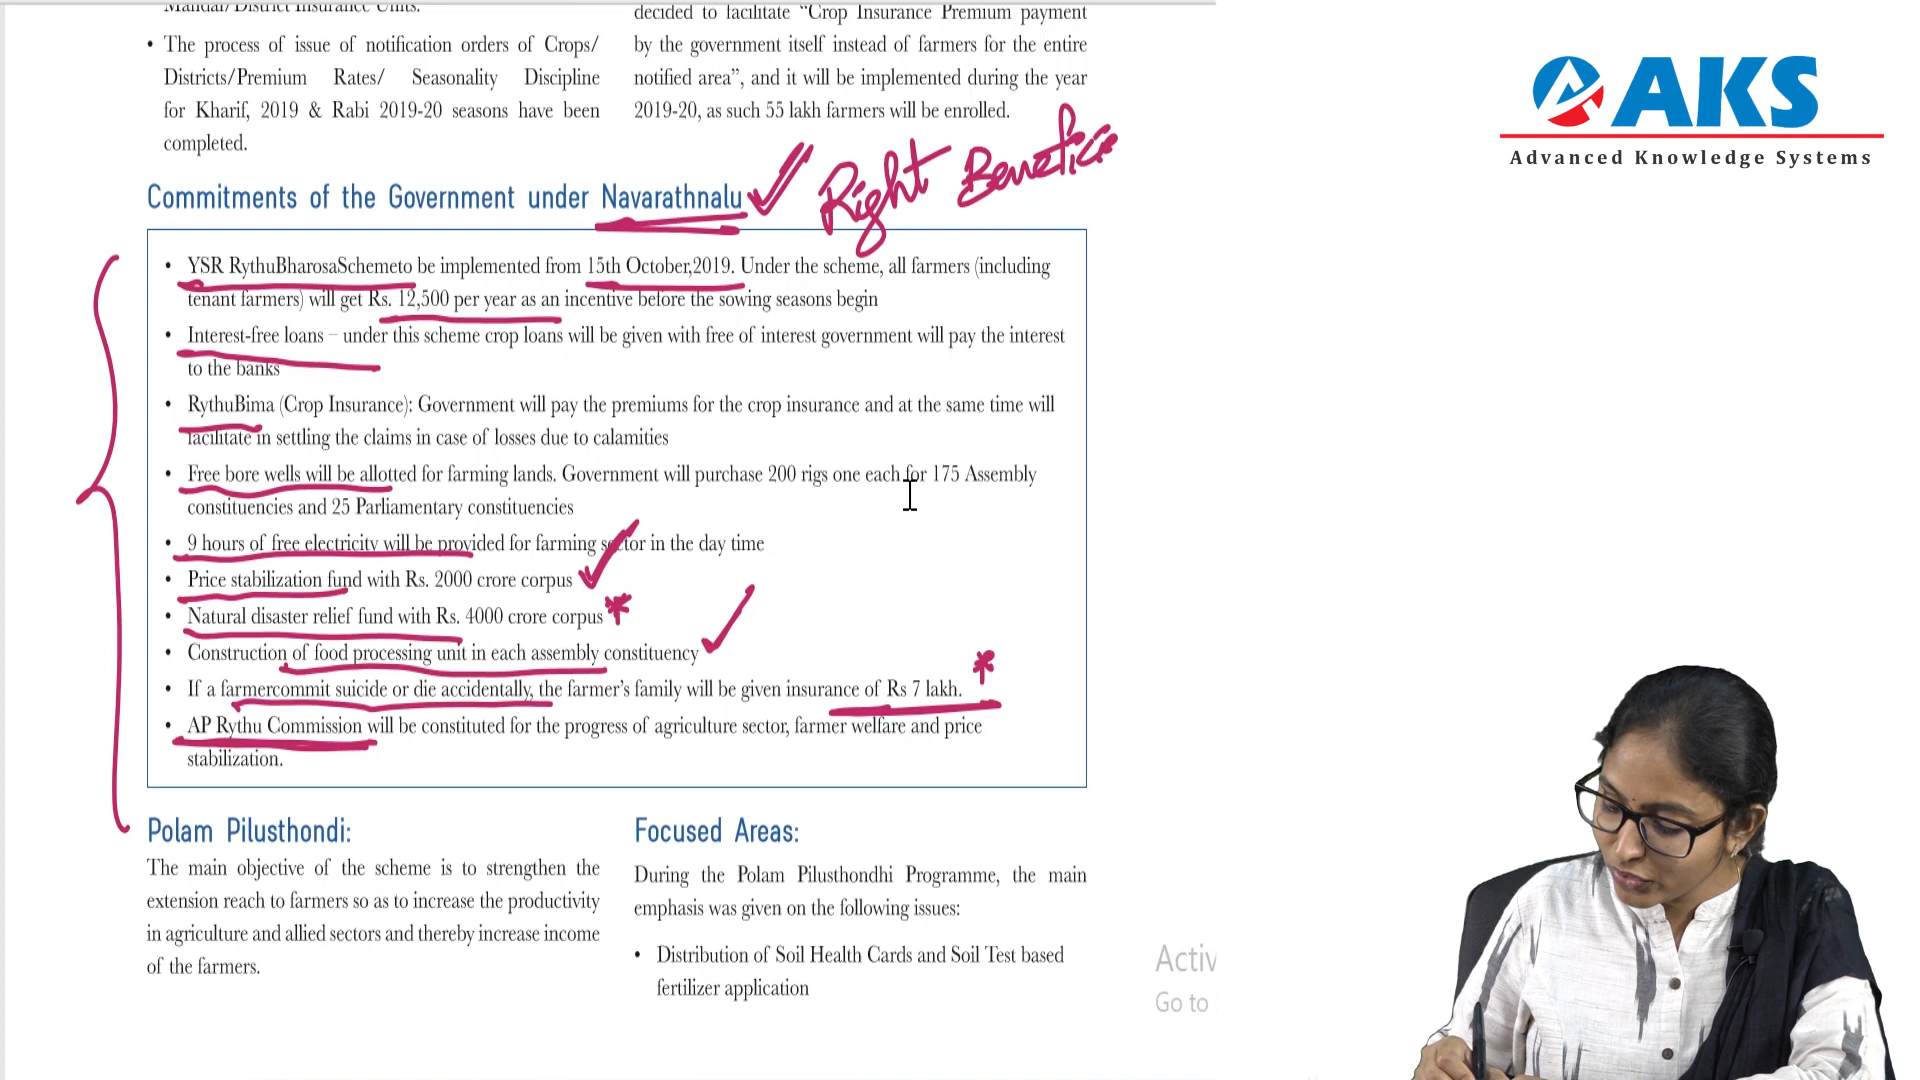 Mandal/District Insurance Units.
• The process of issue of notification orders of Crops/
Districts/Premium Rates/ Seasonality Discipline
for Kharif, 2019 & Rabi 2019-20 seasons have been
completed.
decided to facilitate “Crop Insurance Premium payment
by the government itself instead of farmers for the entire
notified area”, and it will be implemented during the year
2019-20, as such 55 lakh farmers will be enrolled.
Right Benefics
Commitments of the Government under Navarathnalu
• YSR RythuBharosaSchemeto be implemented from 15th October,2019. Under the scheme, all farmers (including
tenant farmers) will get Rs. 12,500 per year as an incentive before the sowing seasons begin
• Interest-free loans – under this scheme crop loans will be given with free of interest government will pay the interest
to the banks
• RythuBima (Crop Insurance): Government will pay the premiums for the crop insurance and at the same time will
facilitate in settling the claims in case of losses due to calamities
• Free bore wells will be allotted for farming lands. Government will purchase 200 rigs one each for 175 Assembly
constituencies and 25 Parliamentary constituencies
• 9 hours of free electricity will be provided for farming sector in the day time
• Price stabilization fund with Rs. 2000 crore corpus
• Natural disaster relief fund with Rs. 4000 crore corpus
• Construction of food processing unit in each assembly constituency
• If a farmercommit suicide or die accidentally, the farmer’s family will be given insurance of Rs 7 lakh.
• AP Rythu Commission will be constituted for the progress of agriculture sector, farmer welfare and price
stabilization.
Polam Pilusthondi:
The main objective of the scheme is to strengthen the
extension reach to farmers so as to increase the productivity
in agriculture and allied sectors and thereby increase income
of the farmers.
Focused Areas:
During the Polam Pilusthondhi Programme, the main
emphasis was given on the following issues:
• Distribution of Soil Health Cards and Soil Test based
fertilizer application
AKS
Advanced Knowledge Systems
Activ
Go to